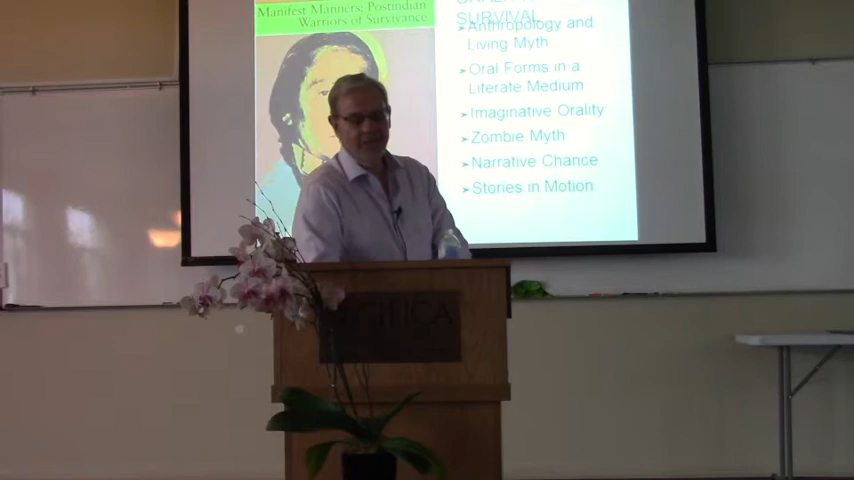 Manifest Manners: Postindian
Warriors of Survivance
SURVIVAL
➤Anthropology and
Living Myth
➤Oral Forms in a
Literate Medium
➤Imaginative Orality
➤Zombie Myth
➤Narrative Chance
➤Stories in Motion